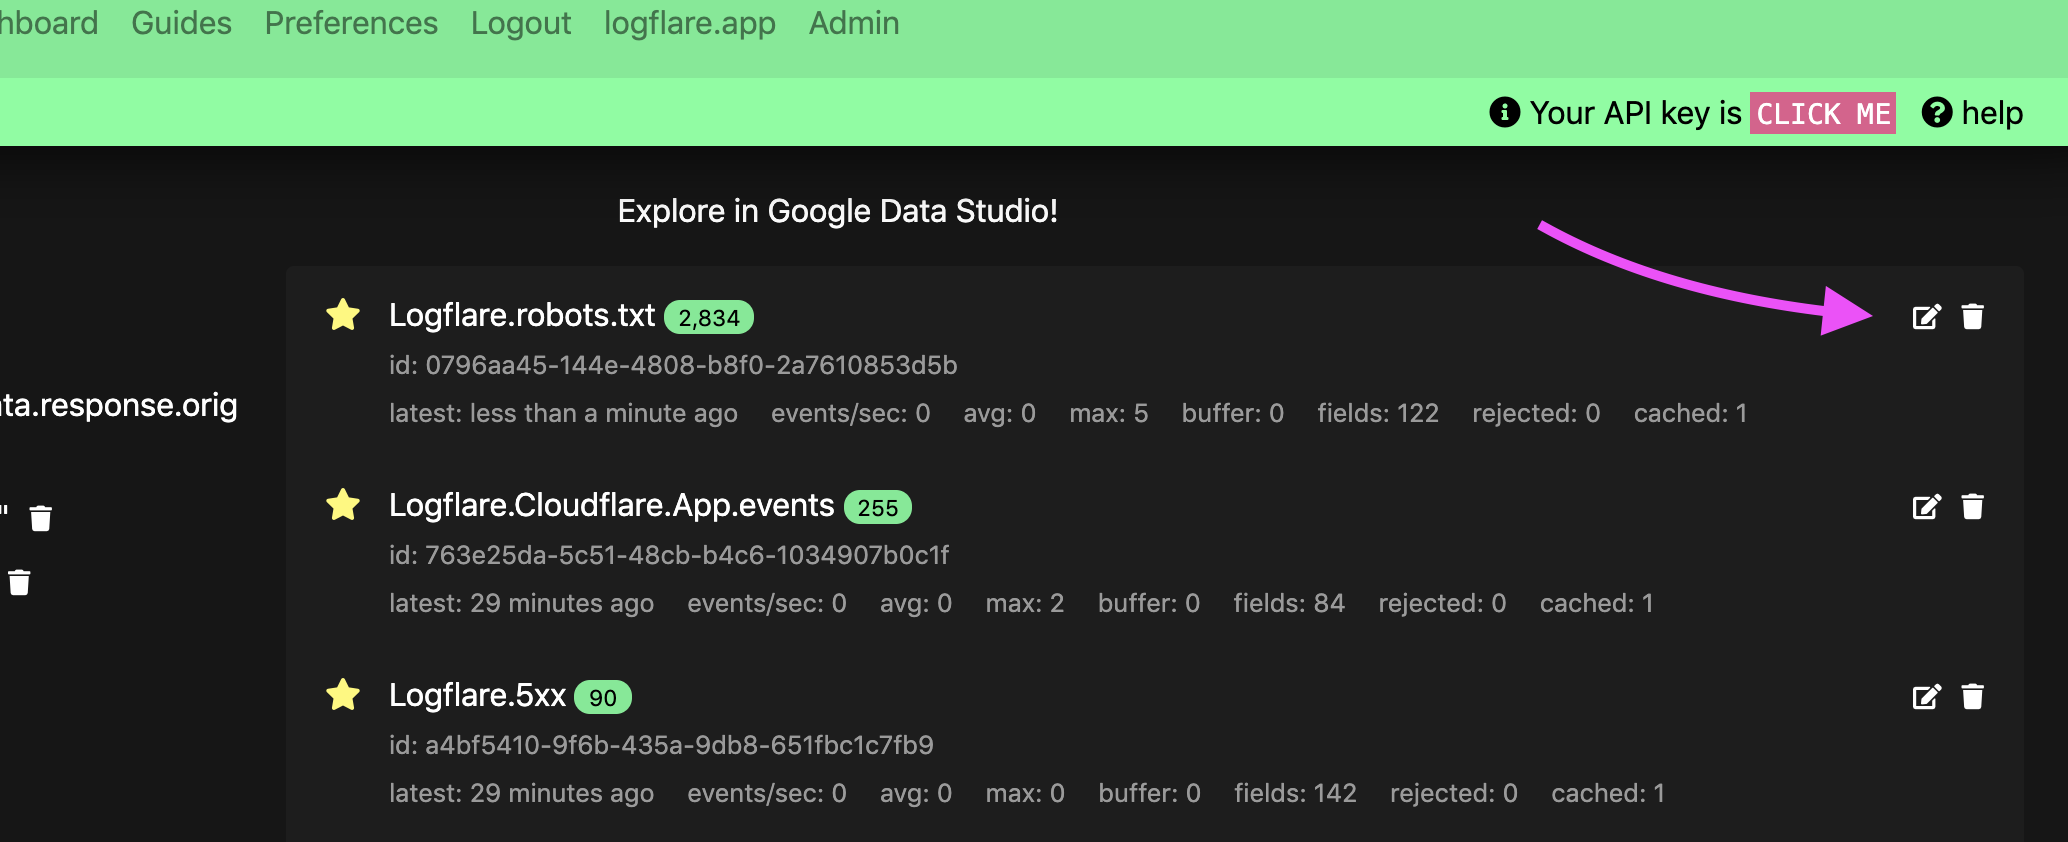 Guides Preferences Logout logflare.app Admin
Your API key is CLICK ME help
Explore in Google Data Studio!
Logflare.robots.txt 2,834
id: 0796aa45-144e-4808-b8f0-2a7610853d5b
ta.response.orig
latest: less than a minute ago events/sec: 0 avg: 0 max: 5 buffer: 0 fields: 122 rejected: 0 cached: 1
Logflare.Cloudflare.App.events 255
"
id: 763e25da-5c51-48cb-b4c6-1034907b0c1f
latest: 29 minutes ago events/sec: 0 avg: 0 max: 2 buffer: 0 fields: 84 rejected: 0 cached: 1
Logflare.5xx 90
id: a4bf5410-9f6b-435a-9db8-651fbc1c7fb9
latest: 29 minutes ago events/sec: 0 avg: 0 max: 0 buffer: 0 fields: 142 rejected: 0 cached: 1